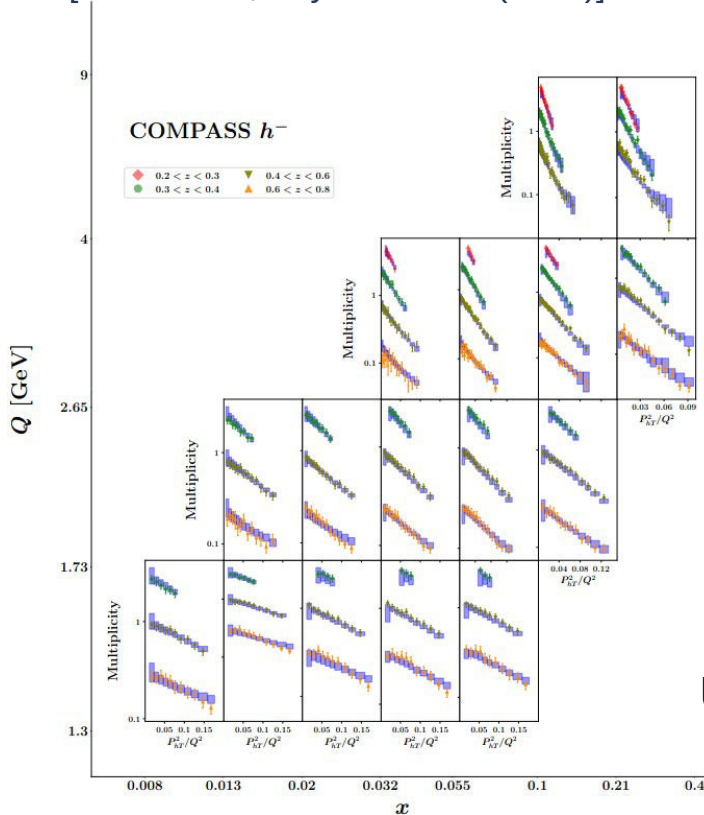 9
COMPASS h⁻
0.2 < z < 0.3
0.4 < z < 0.6
0.3 < z < 0.4
0.6 < z < 0.8
Multiplicity
1
0.1
4
Multiplicity
1
0.1
0.03 0.06 0.09
P²hT/Q²
Q [GeV]
2.65
Multiplicity
1
0.1
0.04 0.08 0.12
P²hT/Q²
1.73
Multiplicity
1
0.1
0.05 0.1 0.15
0.05 0.1 0.15
0.05 0.1 0.15
0.05 0.1 0.15
0.05 0.1 0.15
P²hT/Q²
P²hT/Q²
P²hT/Q²
P²hT/Q²
P²hT/Q²
1.3
0.008 0.013 0.02 0.032 0.055 0.1 0.21 0.4
x